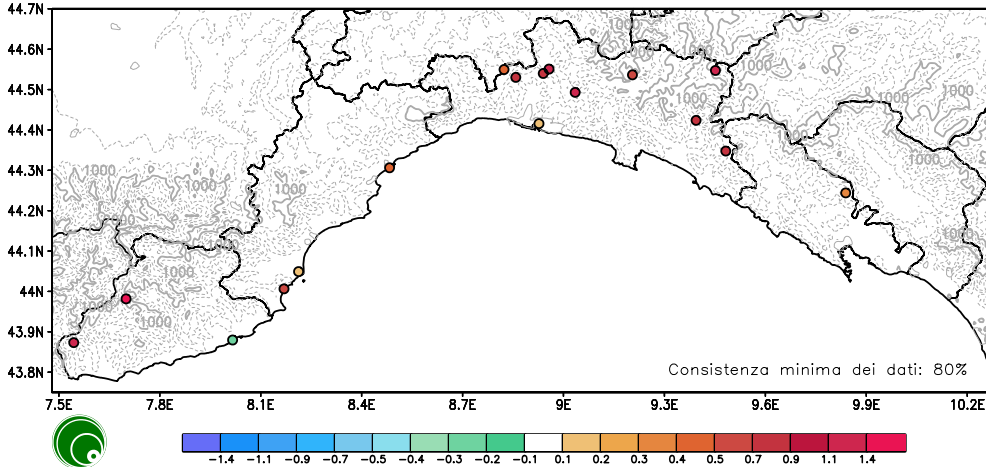 44.7N
44.6N
44.5N
44.4N
44.3N
44.2N
44.1N
44N
43.9N
43.8N
1000 1000
1000
1000 1000
1000
1000 1000
1000
1000
1000
1000
1000
Consistenza minima dei dati: 80%
7.5E 7.8E 8.1E 8.4E 8.7E 9E 9.3E 9.6E 9.9E 10.2E
−1.4 −1.1 −0.9 −0.7 −0.5 −0.4 −0.3 −0.2 −0.1 0.1 0.2 0.3 0.4 0.5 0.7 0.9 1.1 1.4